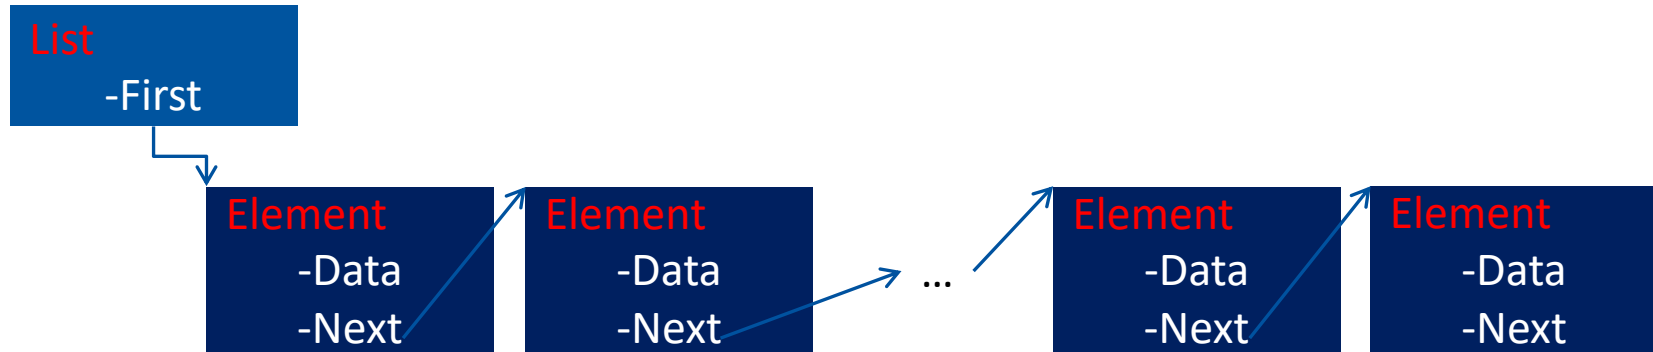 List
-First
Element
-Data
-Next
Element
-Data
-Next
...
Element
-Data
-Next
Element
-Data
-Next